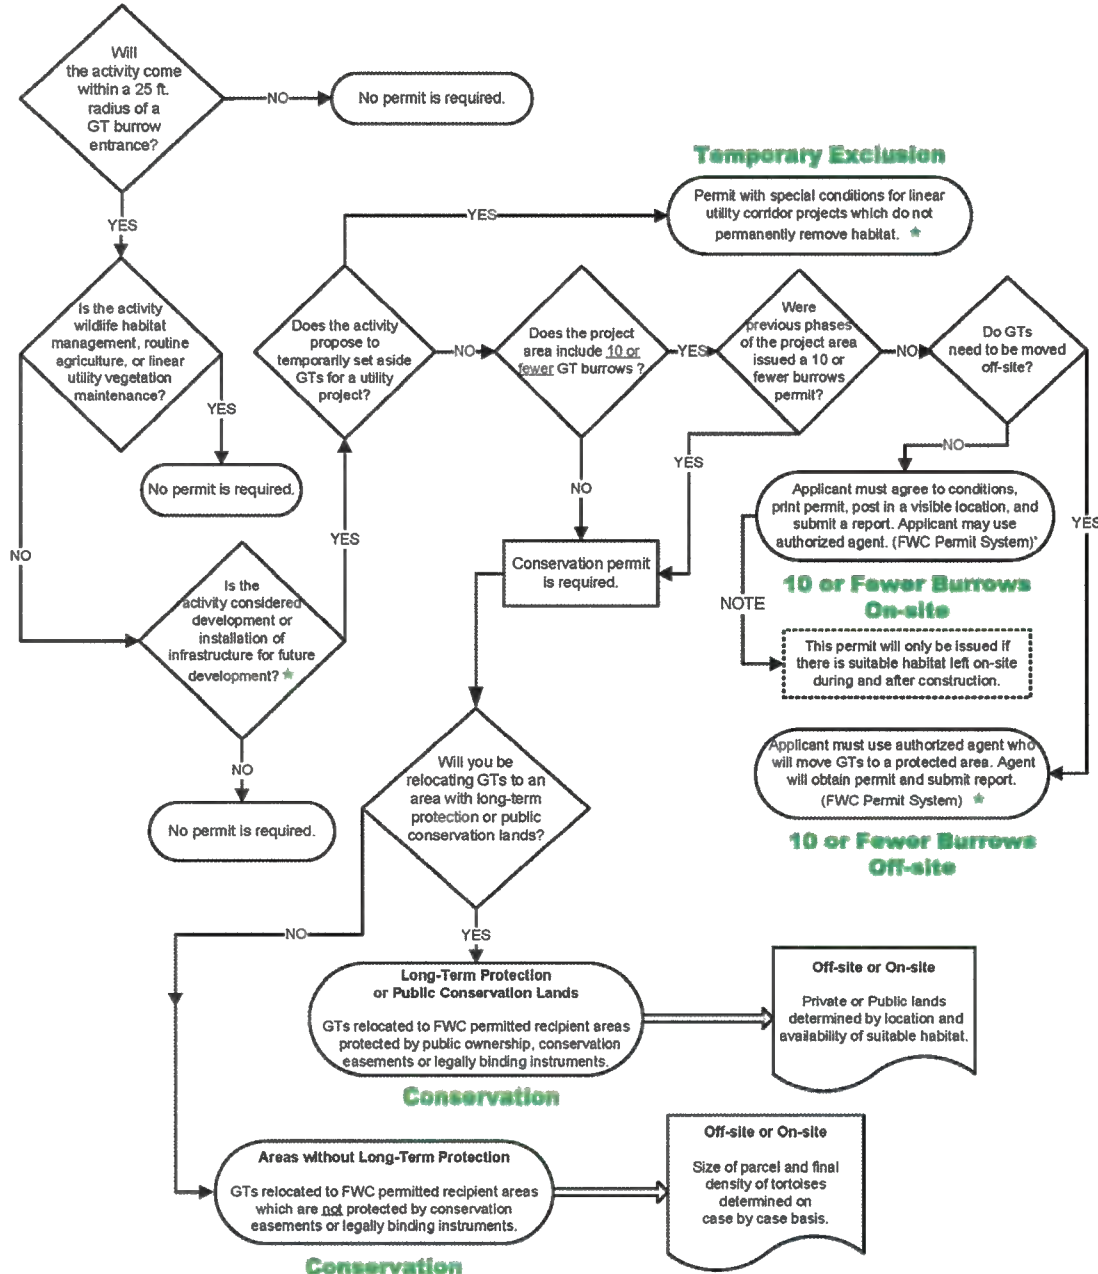 Will
the activity come
within a 25 ft.
radius of a
GT burrow
entrance?
NO
No permit is required.
YES
Temporary Exclusion
Permit with special conditions for linear
utility corridor projects which do not
permanently remove habitat. *
YES
Is the activity
wildlife habitat
management, routine
agriculture, or linear
utility vegetation
maintenance?
YES
No permit is required.
NO
Does the activity
propose to
temporarily set aside
GTs for a utility
project?
NO
Does the project
area include 10 or
fewer GT burrows ?
YES
Were
previous phases
of the project area
issued a 10 or
fewer burrows
permit?
NO
Do GTs
need to be moved
off-site?
NO
YES
NO
YES
YES
Applicant must agree to conditions,
print permit, post in a visible location, and
submit a report. Applicant may use
authorized agent. (FWC Permit System)*
10 or Fewer Burrows
On-site
NOTE
This permit will only be issued if
there is suitable habitat left on-site
during and after construction.
Is the
activity considered
development or
installation of
infrastructure for future
development? *
NO
No permit is required.
Conservation permit
is required.
Applicant must use authorized agent who
will move GTs to a protected area. Agent
will obtain permit and submit report.
(FWC Permit System) *
10 or Fewer Burrows
Off-site
Will you be
relocating GTs to an
area with long-term
protection or public
conservation lands?
NO
YES
Long-Term Protection
or Public Conservation Lands
GTs relocated to FWC permitted recipient areas
protected by public ownership, conservation
easements or legally binding instruments.
Conservation
Off-site or On-site
Private or Public lands
determined by location and
availability of suitable habitat.
Areas without Long-Term Protection
GTs relocated to FWC permitted recipient areas
which are not protected by conservation
easements or legally binding instruments.
Conservation
Off-site or On-site
Size of parcel and final
density of tortoises
determined on
case by case basis.